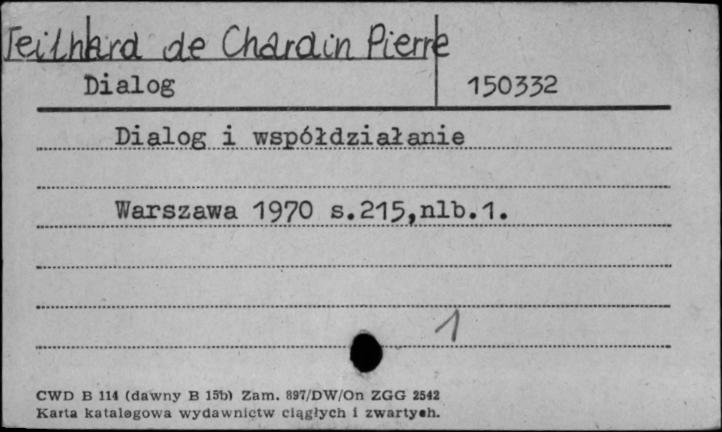 Teilhard de Chardin Pierre
Dialog 150332
Dialog i współdziałanie
Warszawa 1970 s.215,nlb.1.
1
CWD B 114 (dawny B 15b) Zam. 897/DW/On ZGG 2542
Karta katalogowa wydawnictw ciągłych i zwartych.